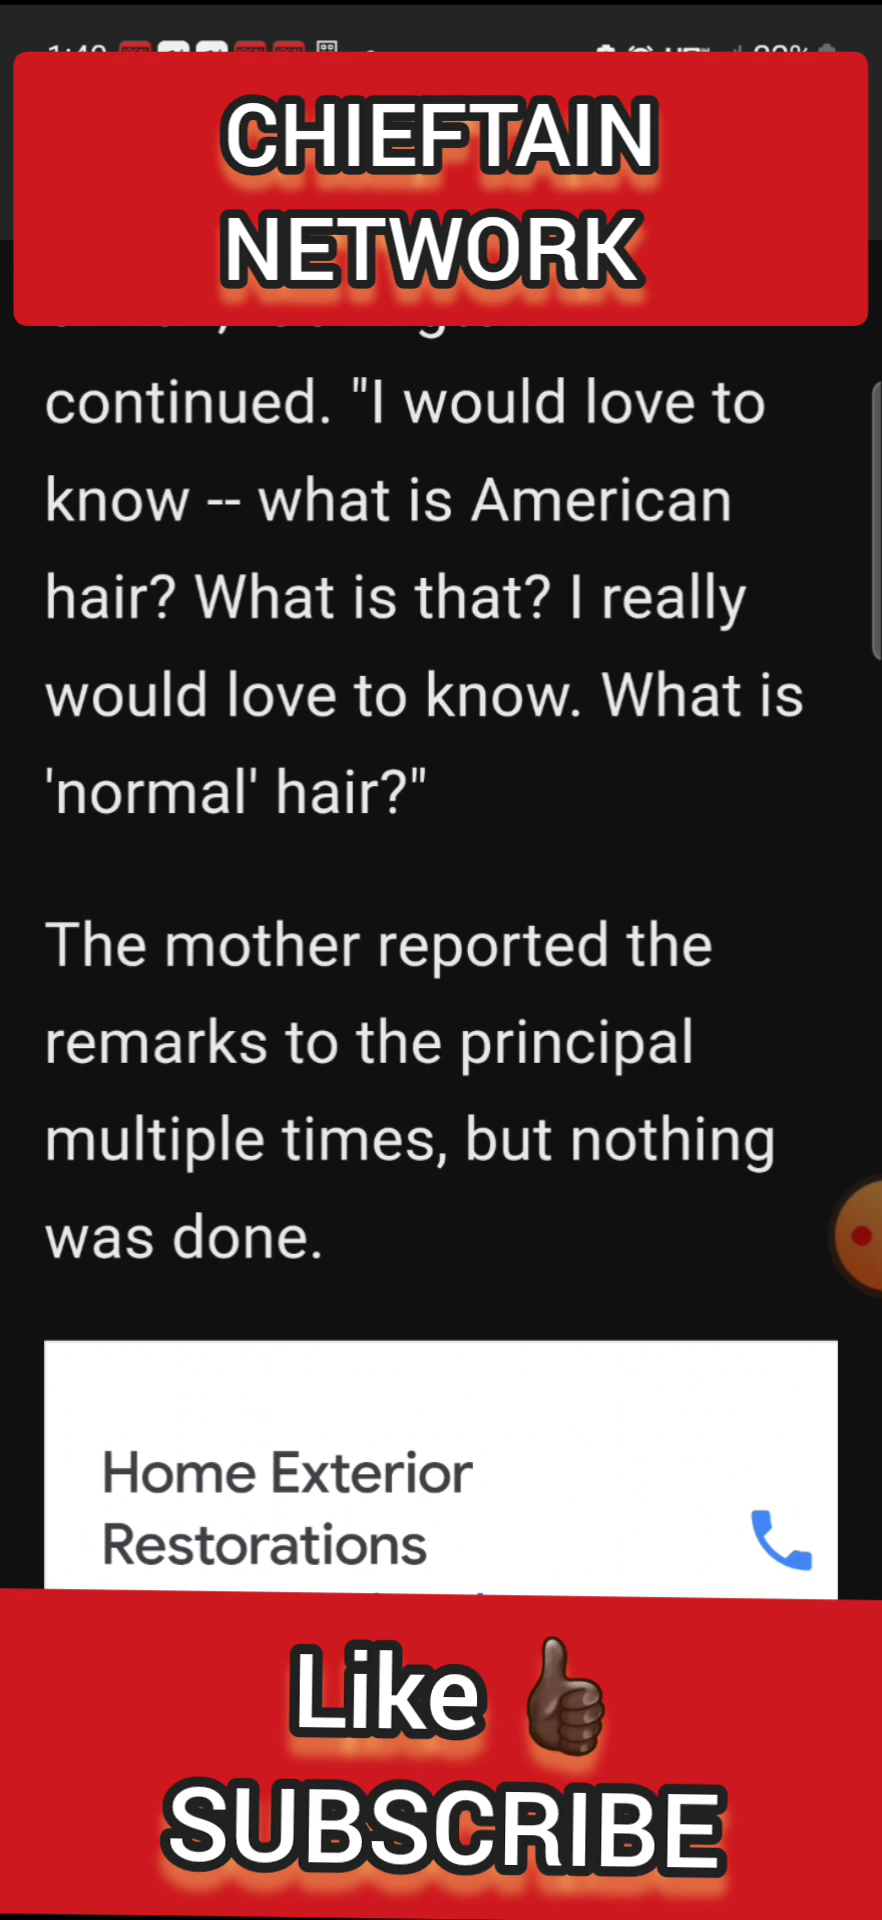 CHIEFTAIN
NETWORK
continued. "I would love to
know -- what is American
hair? What is that? I really
would love to know. What is
'normal' hair?"
The mother reported the
remarks to the principal
multiple times, but nothing
was done.
Home Exterior
Restorations
Like 👍🏿
SUBSCRIBE